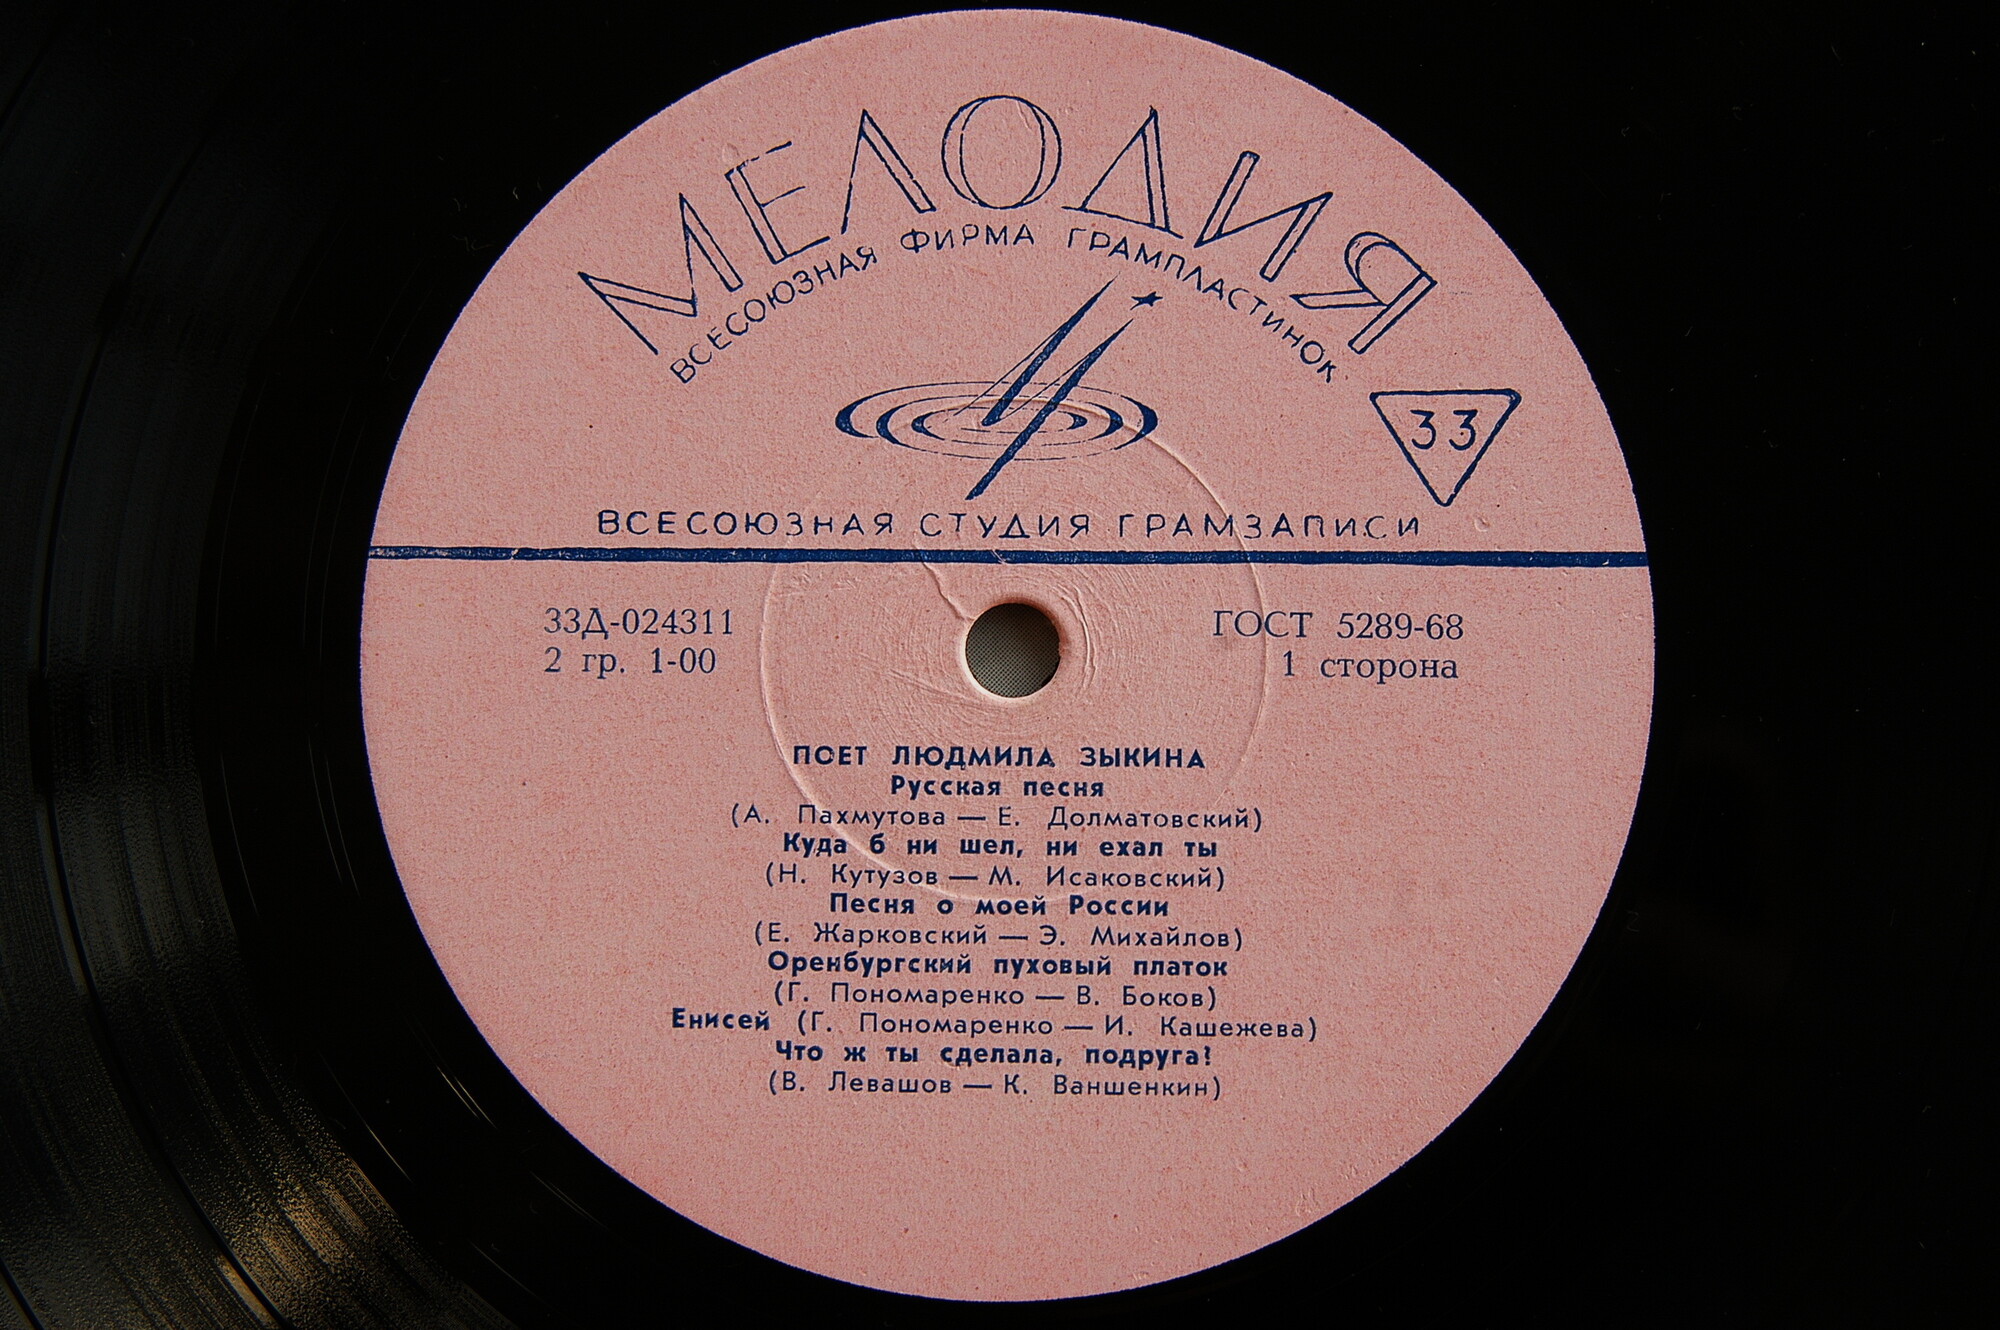 МЕЛОДИЯ
ВСЕСОЮЗНАЯ ФИРМА ГРАМПЛАСТИНОК
33
ВСЕСОЮЗНАЯ СТУДИЯ ГРАМЗАПИСИ
33Д-024311 ГОСТ 5289-68
2 гр. 1-00 1 сторона
ПОЕТ ЛЮДМИЛА ЗЫКИНА
Русская песня
(А. Пахмутова — Е. Долматовский)
Куда б ни шел, ни ехал ты
(Н. Кутузов — М. Исаковский)
Песня о моей России
(Е. Жарковский — Э. Михайлов)
Оренбургский пуховый платок
(Г. Пономаренко — В. Боков)
Енисей (Г. Пономаренко — И. Кашежева)
Что ж ты сделала, подруга?
(В. Левашов — К. Ваншенкин)